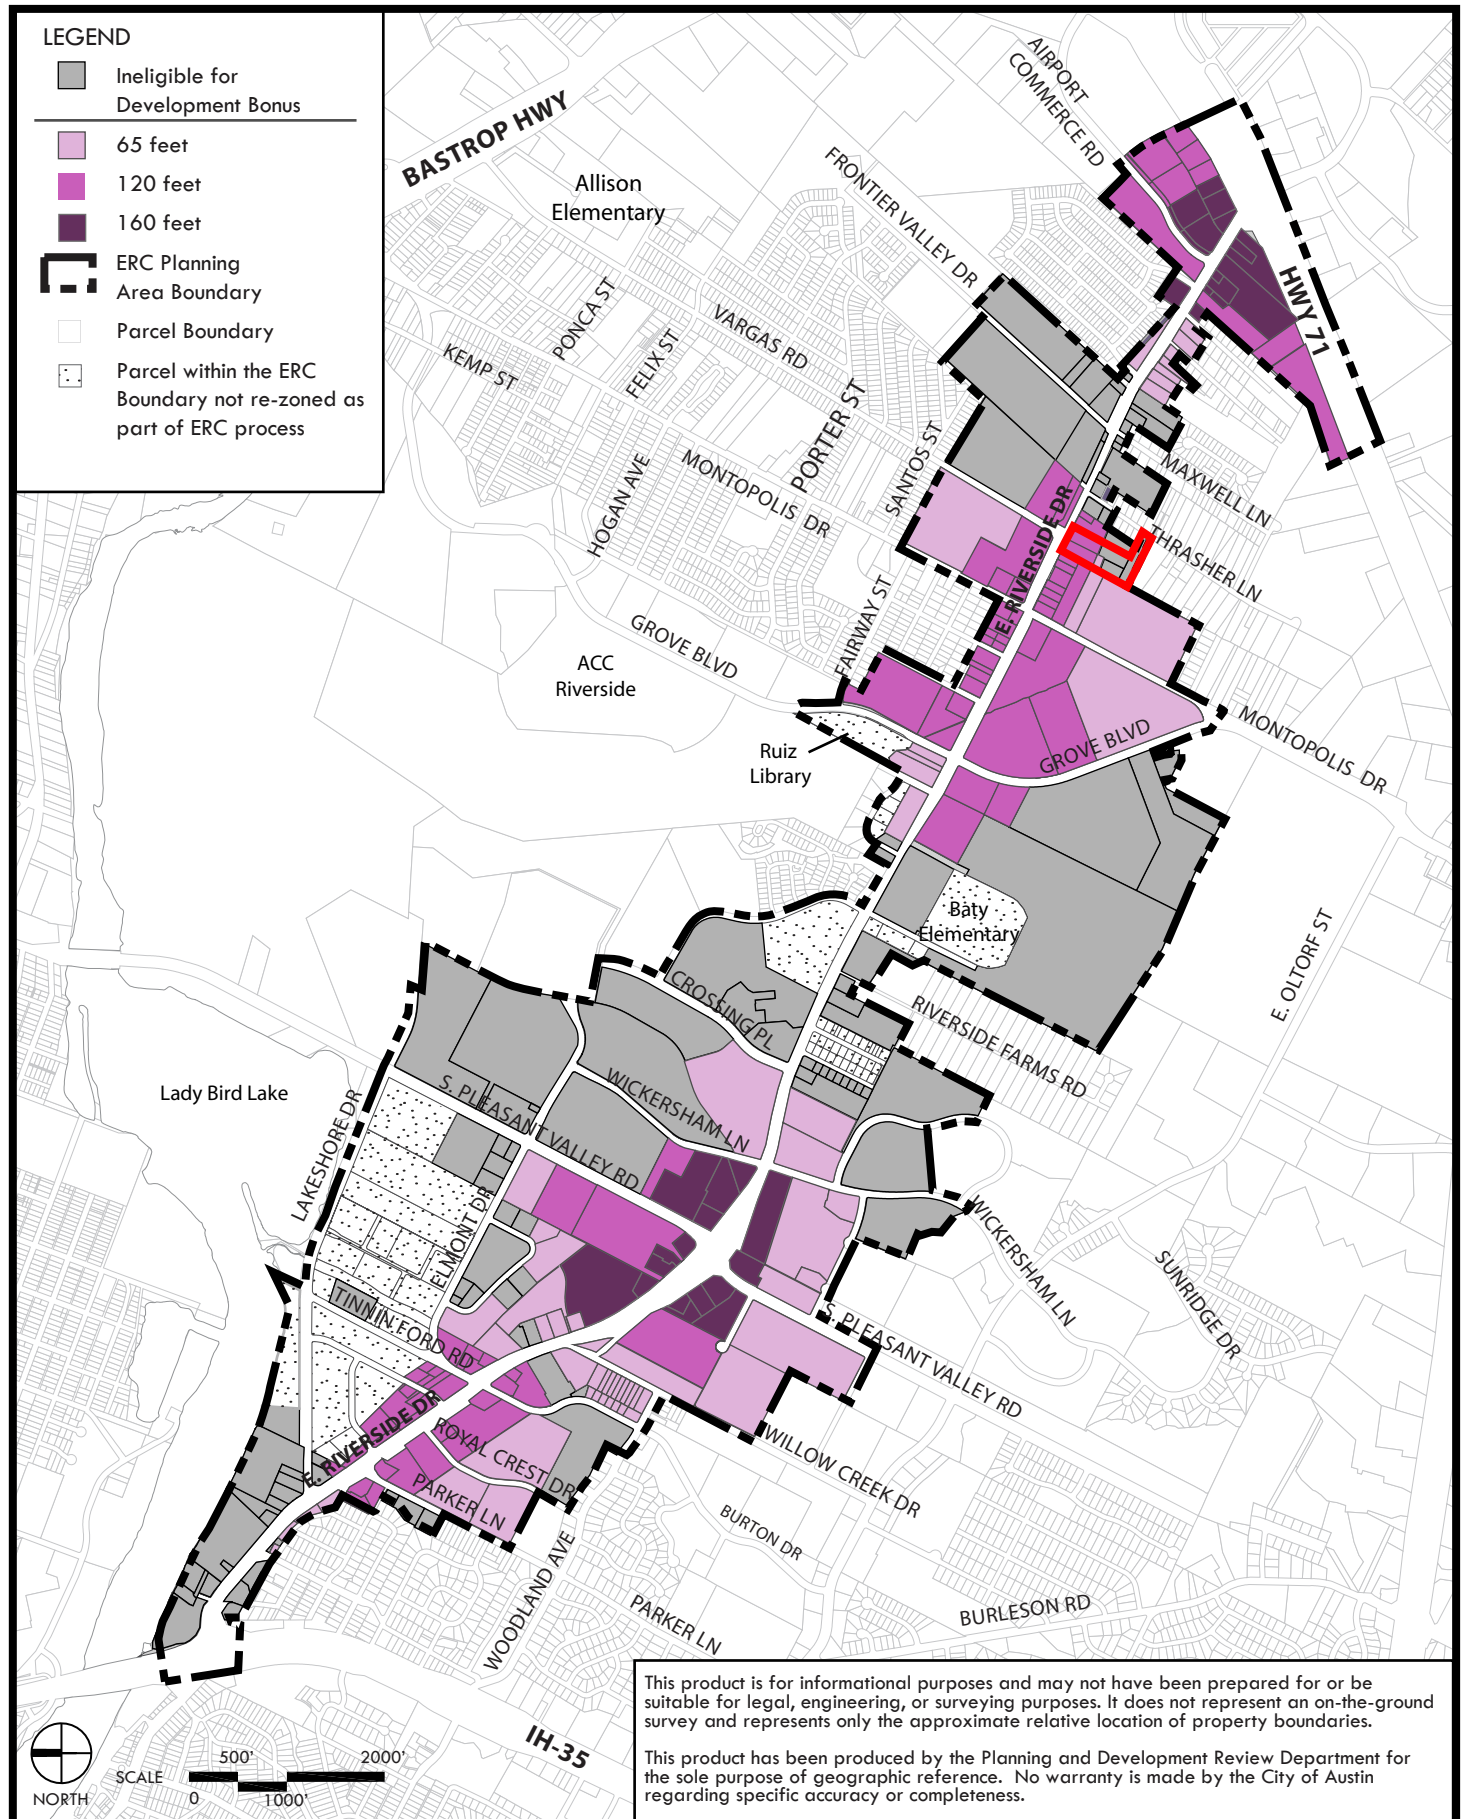 LEGEND
Ineligible for
Development Bonus
65 feet
120 feet
160 feet
ERC Planning
Area Boundary
Parcel Boundary
Parcel within the ERC
Boundary not re-zoned as
part of ERC process
BASTROP HWY
Allison
Elementary
AIRPORT
COMMERCE RD
FRONTIER VALLEY DR
HWY 71
PONCA ST
VARGAS RD
FELIX ST
KEMP ST
PORTER ST
SANTOS ST
HOGAN AVE
MONTOPOLIS DR
MAXWELL LN
THRASHER LN
E. RIVERSIDE DR
FAIRWAY ST
GROVE BLVD
ACC
Riverside
Ruiz
Library
GROVE BLVD
MONTOPOLIS DR
Baty
Elementary
E. OLTORF ST
CROSSING PL
RIVERSIDE FARMS RD
Lady Bird Lake
LAKESHORE DR
S. PLEASANT VALLEY RD
WICKERSHAM LN
ELMONT DR
WICKERSHAM LN
SUNRIDGE DR
TINNIN FORD RD
S. PLEASANT VALLEY RD
E. RIVERSIDE DR
ROYAL CREST DR
PARKER LN
WILLOW CREEK DR
BURTON DR
WOODLAND AVE
PARKER LN
BURLESON RD
IH-35
NORTH
SCALE
500'
2000'
0
1000'
This product is for informational purposes and may not have been prepared for or be
suitable for legal, engineering, or surveying purposes. It does not represent an on-the-ground
survey and represents only the approximate relative location of property boundaries.
This product has been produced by the Planning and Development Review Department for
the sole purpose of geographic reference. No warranty is made by the City of Austin
regarding specific accuracy or completeness.